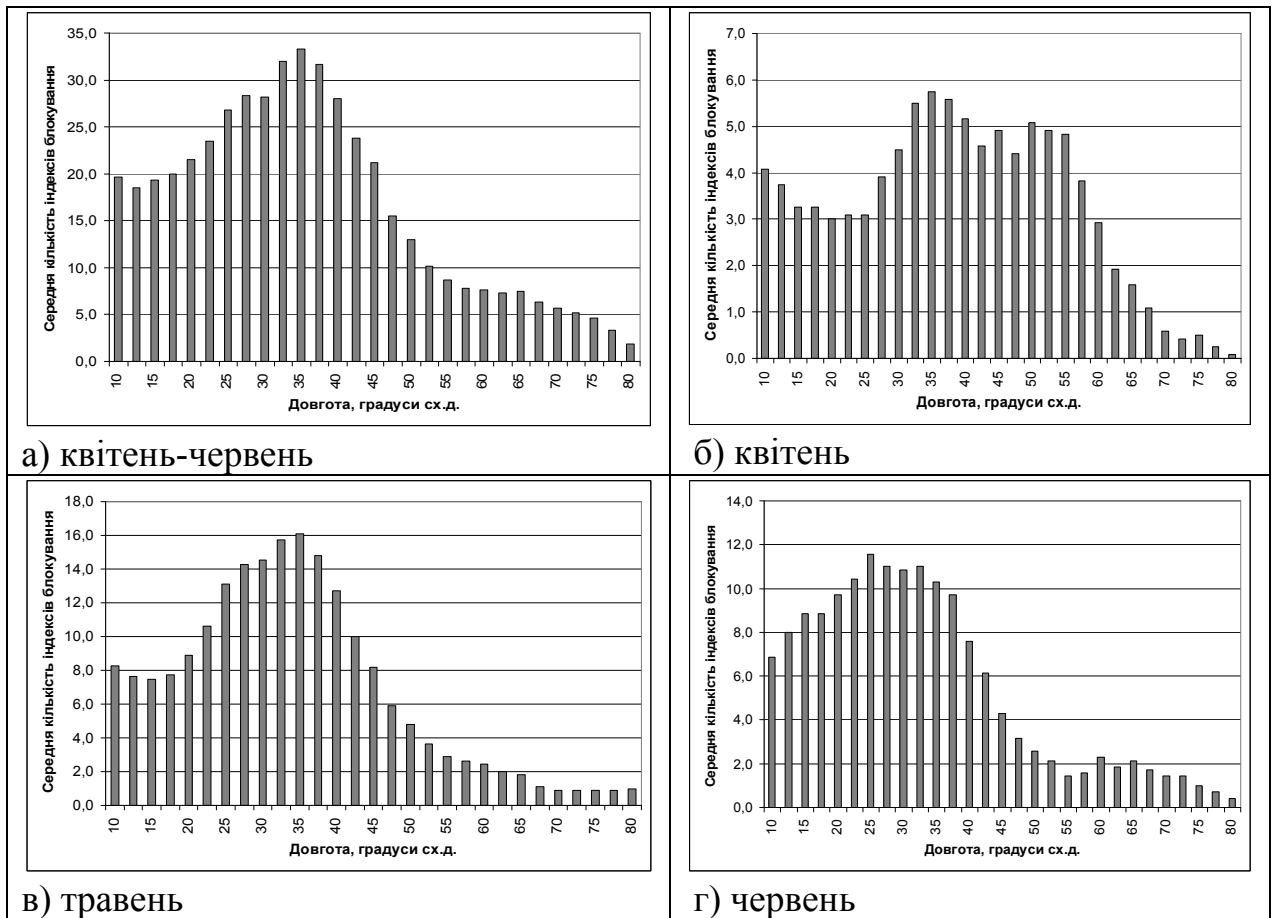 Середня кількість індексів блокування
35,0
30,0
25,0
20,0
15,0
10,0
5,0
0,0
10 15 20 25 30 35 40 45 50 55 60 65 70 75 80
Довгота, градуси сх.д.
а) квітень-червень
Середня кількість індексів блокування
7,0
6,0
5,0
4,0
3,0
2,0
1,0
0,0
10 15 20 25 30 35 40 45 50 55 60 65 70 75 80
Довгота, градуси сх.д.
б) квітень
Середня кількість індексів блокування
18,0
16,0
14,0
12,0
10,0
8,0
6,0
4,0
2,0
0,0
10 15 20 25 30 35 40 45 50 55 60 65 70 75 80
Довгота, градуси сх.д.
в) травень
Середня кількість індексів блокування
14,0
12,0
10,0
8,0
6,0
4,0
2,0
0,0
10 15 20 25 30 35 40 45 50 55 60 65 70 75 80
Довгота, градуси сх.д.
г) червень